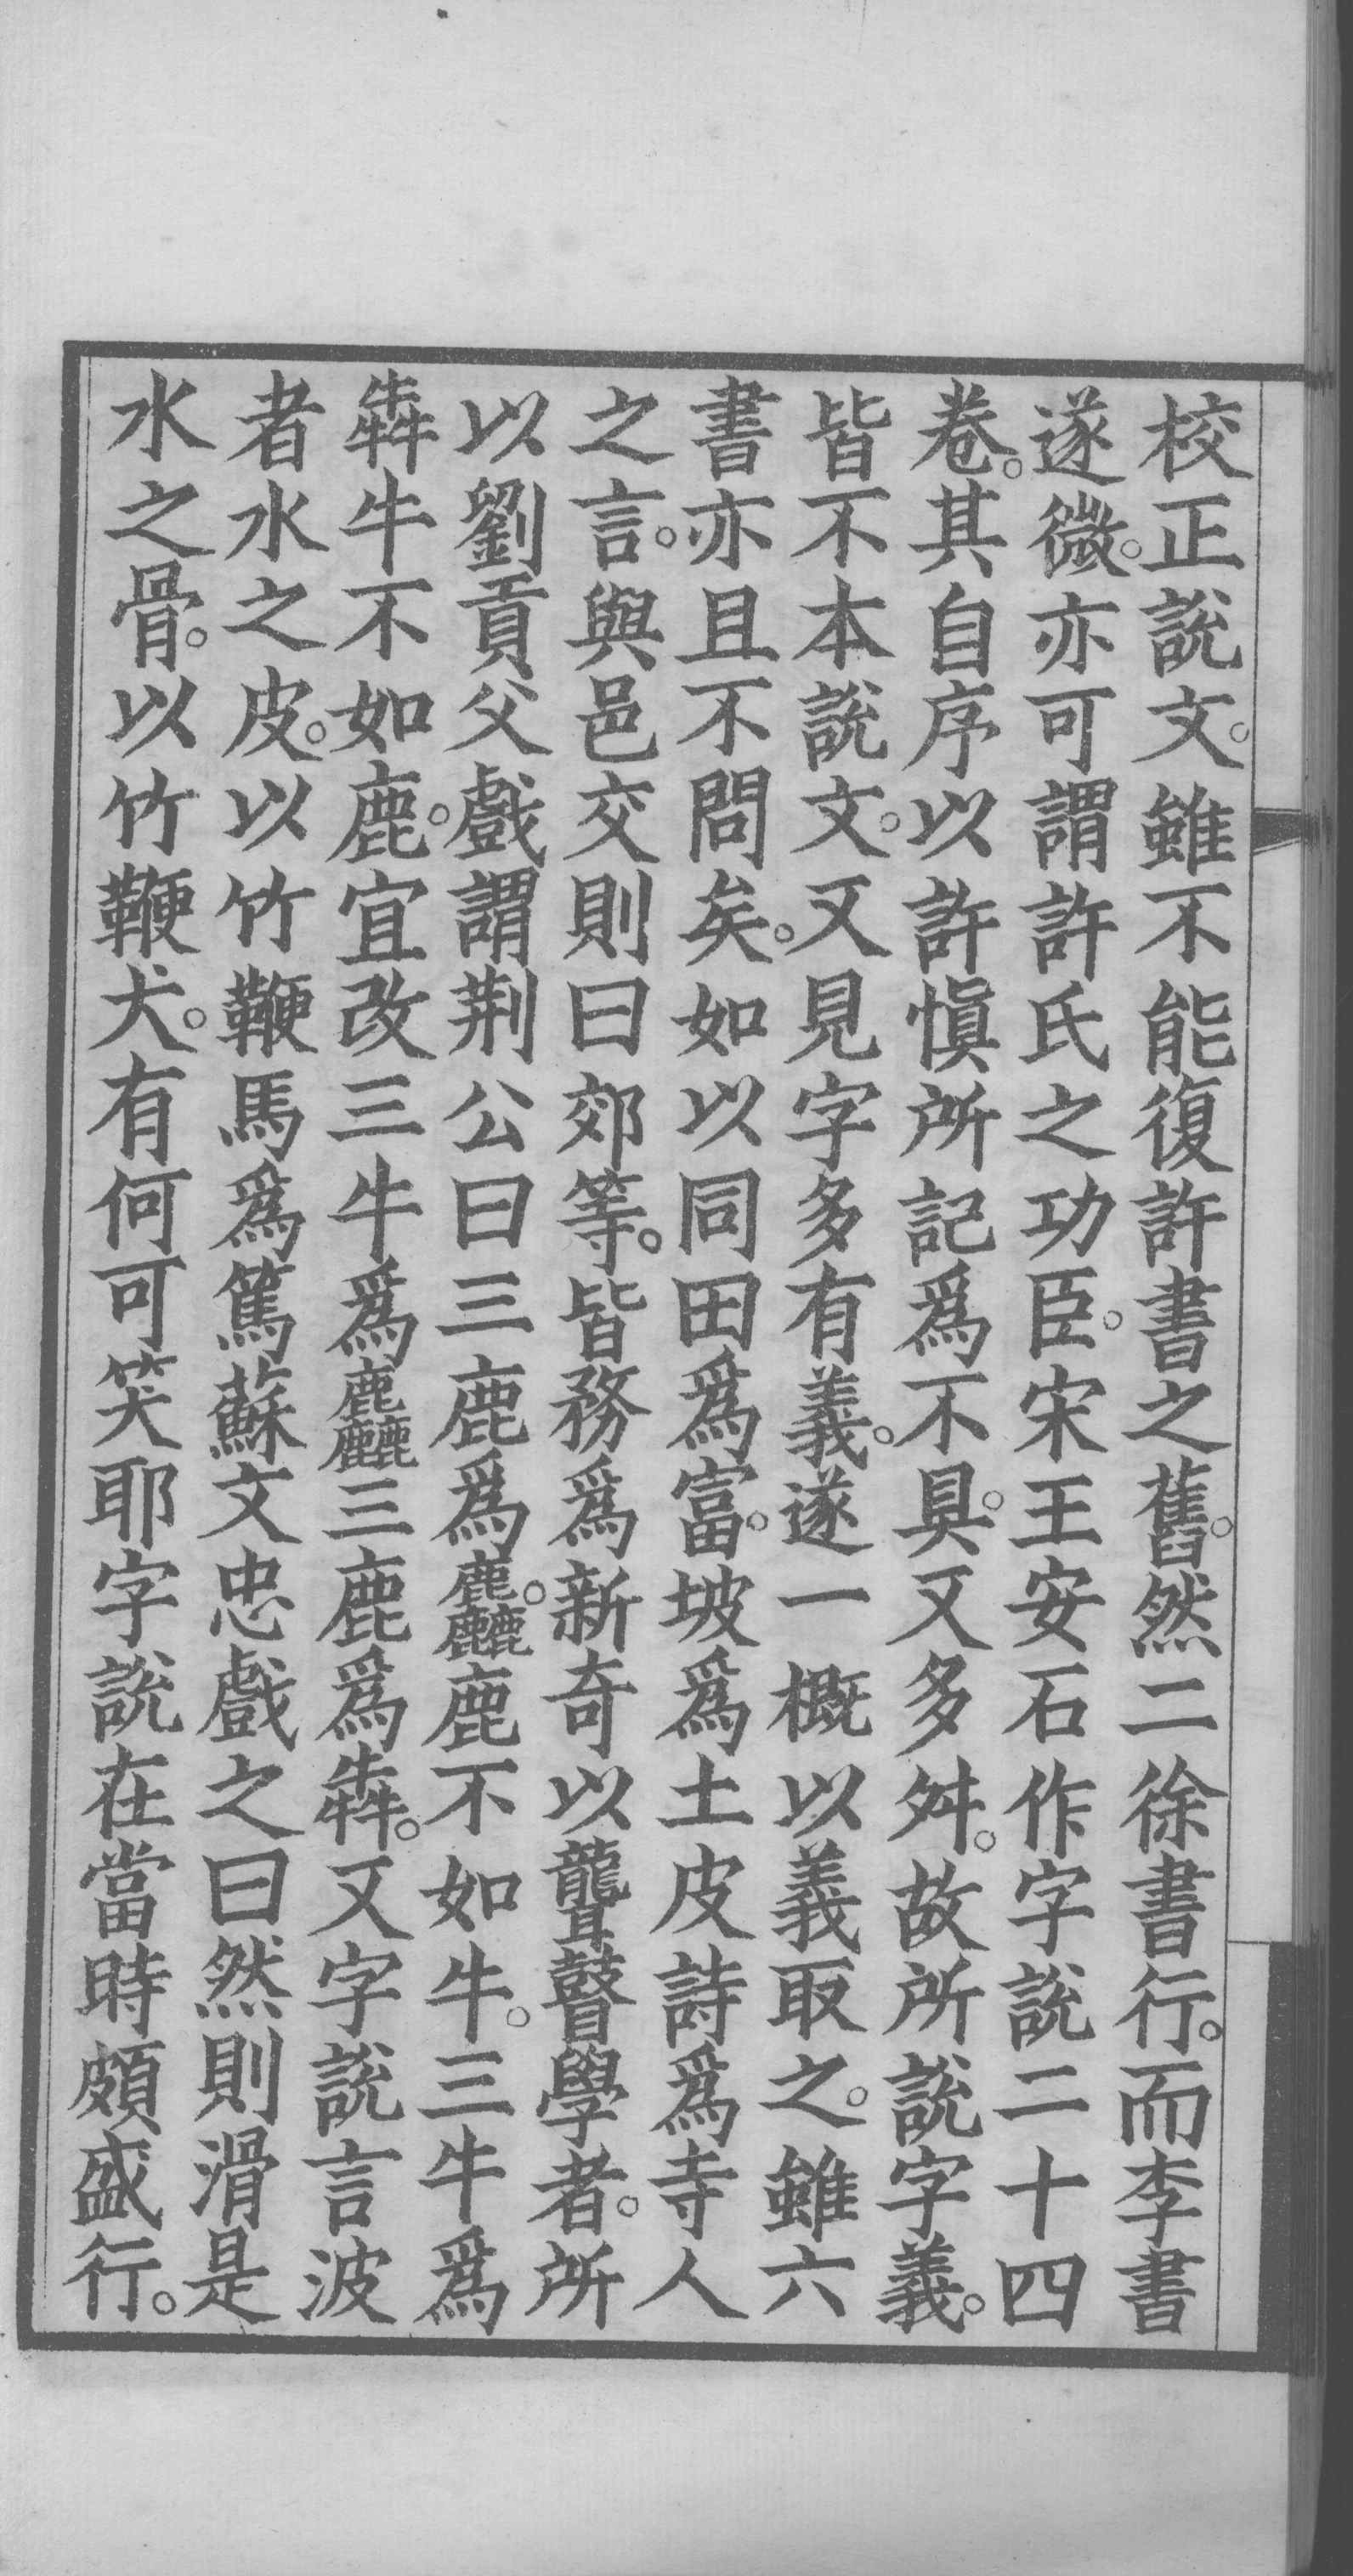 校正說文。雖不能復許書之舊。然二徐書行。而李書
遂微。亦可謂許氏之功臣。宋王安石作字說二十四
卷。其自序以許愼所記爲不具。又多舛。故所說字義。
皆不本說文。又見字多有義。遂一概以義取之。雖六
書亦且不問矣。如以同田爲富。坡爲土皮詩爲寺人
之言。與邑交則曰郊等。皆務爲新奇以聾瞽學者。所
以劉貢父戲謂荆公曰三鹿爲麤。鹿不如牛。三牛爲
犇牛不如鹿。宜改三牛爲麤三鹿爲犇。又字說言波
者水之皮。以竹鞭馬爲篤蘇文忠戲之曰然則滑是
水之骨。以竹鞭犬。有何可笑耶字說在當時頗盛行。